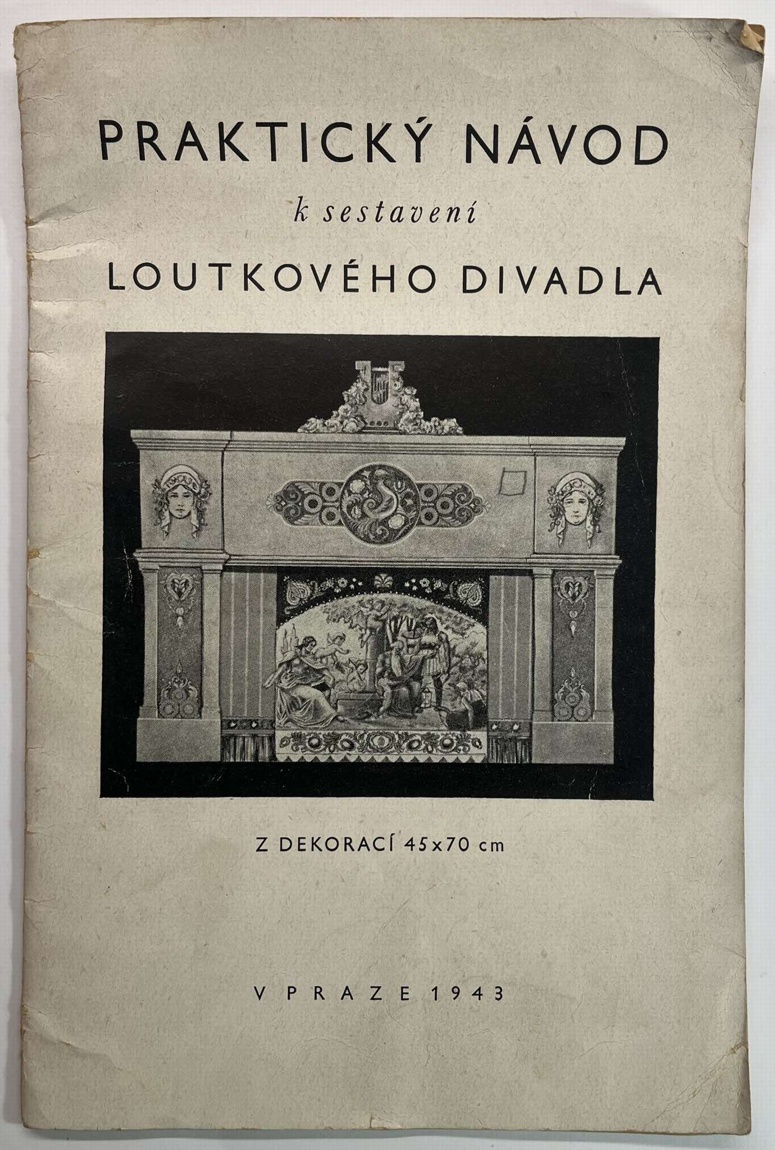 PRAKTICKÝ NÁVOD
k sestavení
LOUTKOVÉHO DIVADLA
Z DEKORACÍ 45x70 cm
V PRAZE 1943